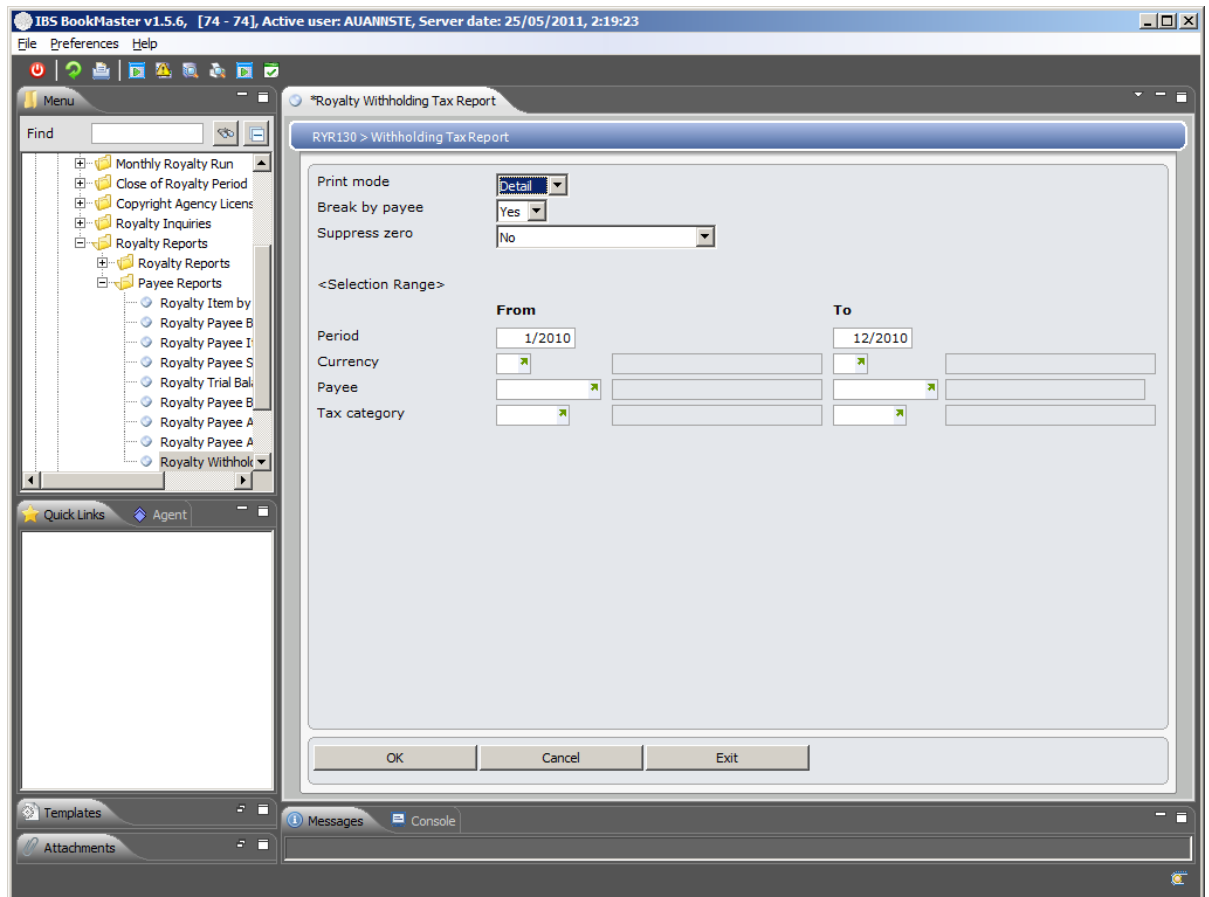 IBS BookMaster v1.5.6, [74 - 74], Active user: AUANNSTE, Server date: 25/05/2011, 2:19:23
File Preferences Help
Menu
*Royalty Withholding Tax Report
Find
RYR130 > Withholding Tax Report
Monthly Royalty Run
Close of Royalty Period
Copyright Agency Licens
Royalty Inquiries
Royalty Reports
Royalty Reports
Payee Reports
Royalty Item by
Royalty Payee B
Royalty Payee I
Royalty Payee S
Royalty Trial Bala
Royalty Payee B
Royalty Payee A
Royalty Payee A
Royalty Withhold
Print mode Detail
Break by payee Yes
Suppress zero No
<Selection Range>
From To
Period 1/2010 12/2010
Currency
Payee
Tax category
OK Cancel Exit
Quick Links Agent
Templates
Attachments
Messages Console